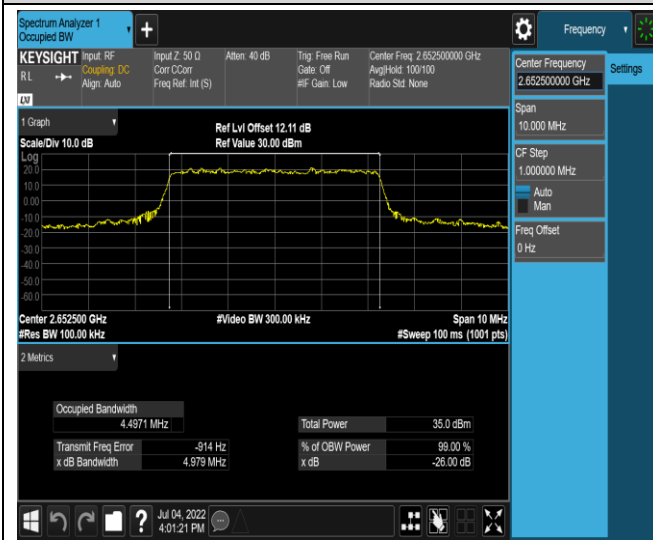 Spectrum Analyzer 1
Occupied BW
+
Frequency
KEYSIGHT
RL
LXI
Input: RF
Coupling: DC
Align: Auto
Input Z: 50 Ω
Corr CCorr
Freq Ref: Int (S)
Atten: 40 dB
Trig: Free Run
Gate: Off
#IF Gain: Low
Center Freq: 2.652500000 GHz
Avg|Hold: 100/100
Radio Std: None
Center Frequency
2.652500000 GHz
Settings
Span
10.000 MHz
CF Step
1.000000 MHz
Auto
Man
Freq Offset
0 Hz
1 Graph
Ref Lvl Offset 12.11 dB
Scale/Div 10.0 dB
Ref Value 30.00 dBm
Log
20.0
10.0
0.00
-10.0
-20.0
-30.0
-40.0
-50.0
-60.0
Center 2.652500 GHz
#Video BW 300.00 kHz
Span 10 MHz
#Res BW 100.00 kHz
#Sweep 100 ms (1001 pts)
2 Metrics
Occupied Bandwidth
4.4971 MHz
Total Power 35.0 dBm
Transmit Freq Error -914 Hz
% of OBW Power 99.00 %
x dB Bandwidth 4.979 MHz
x dB -26.00 dB
?
Jul 04, 2022
4:01:21 PM